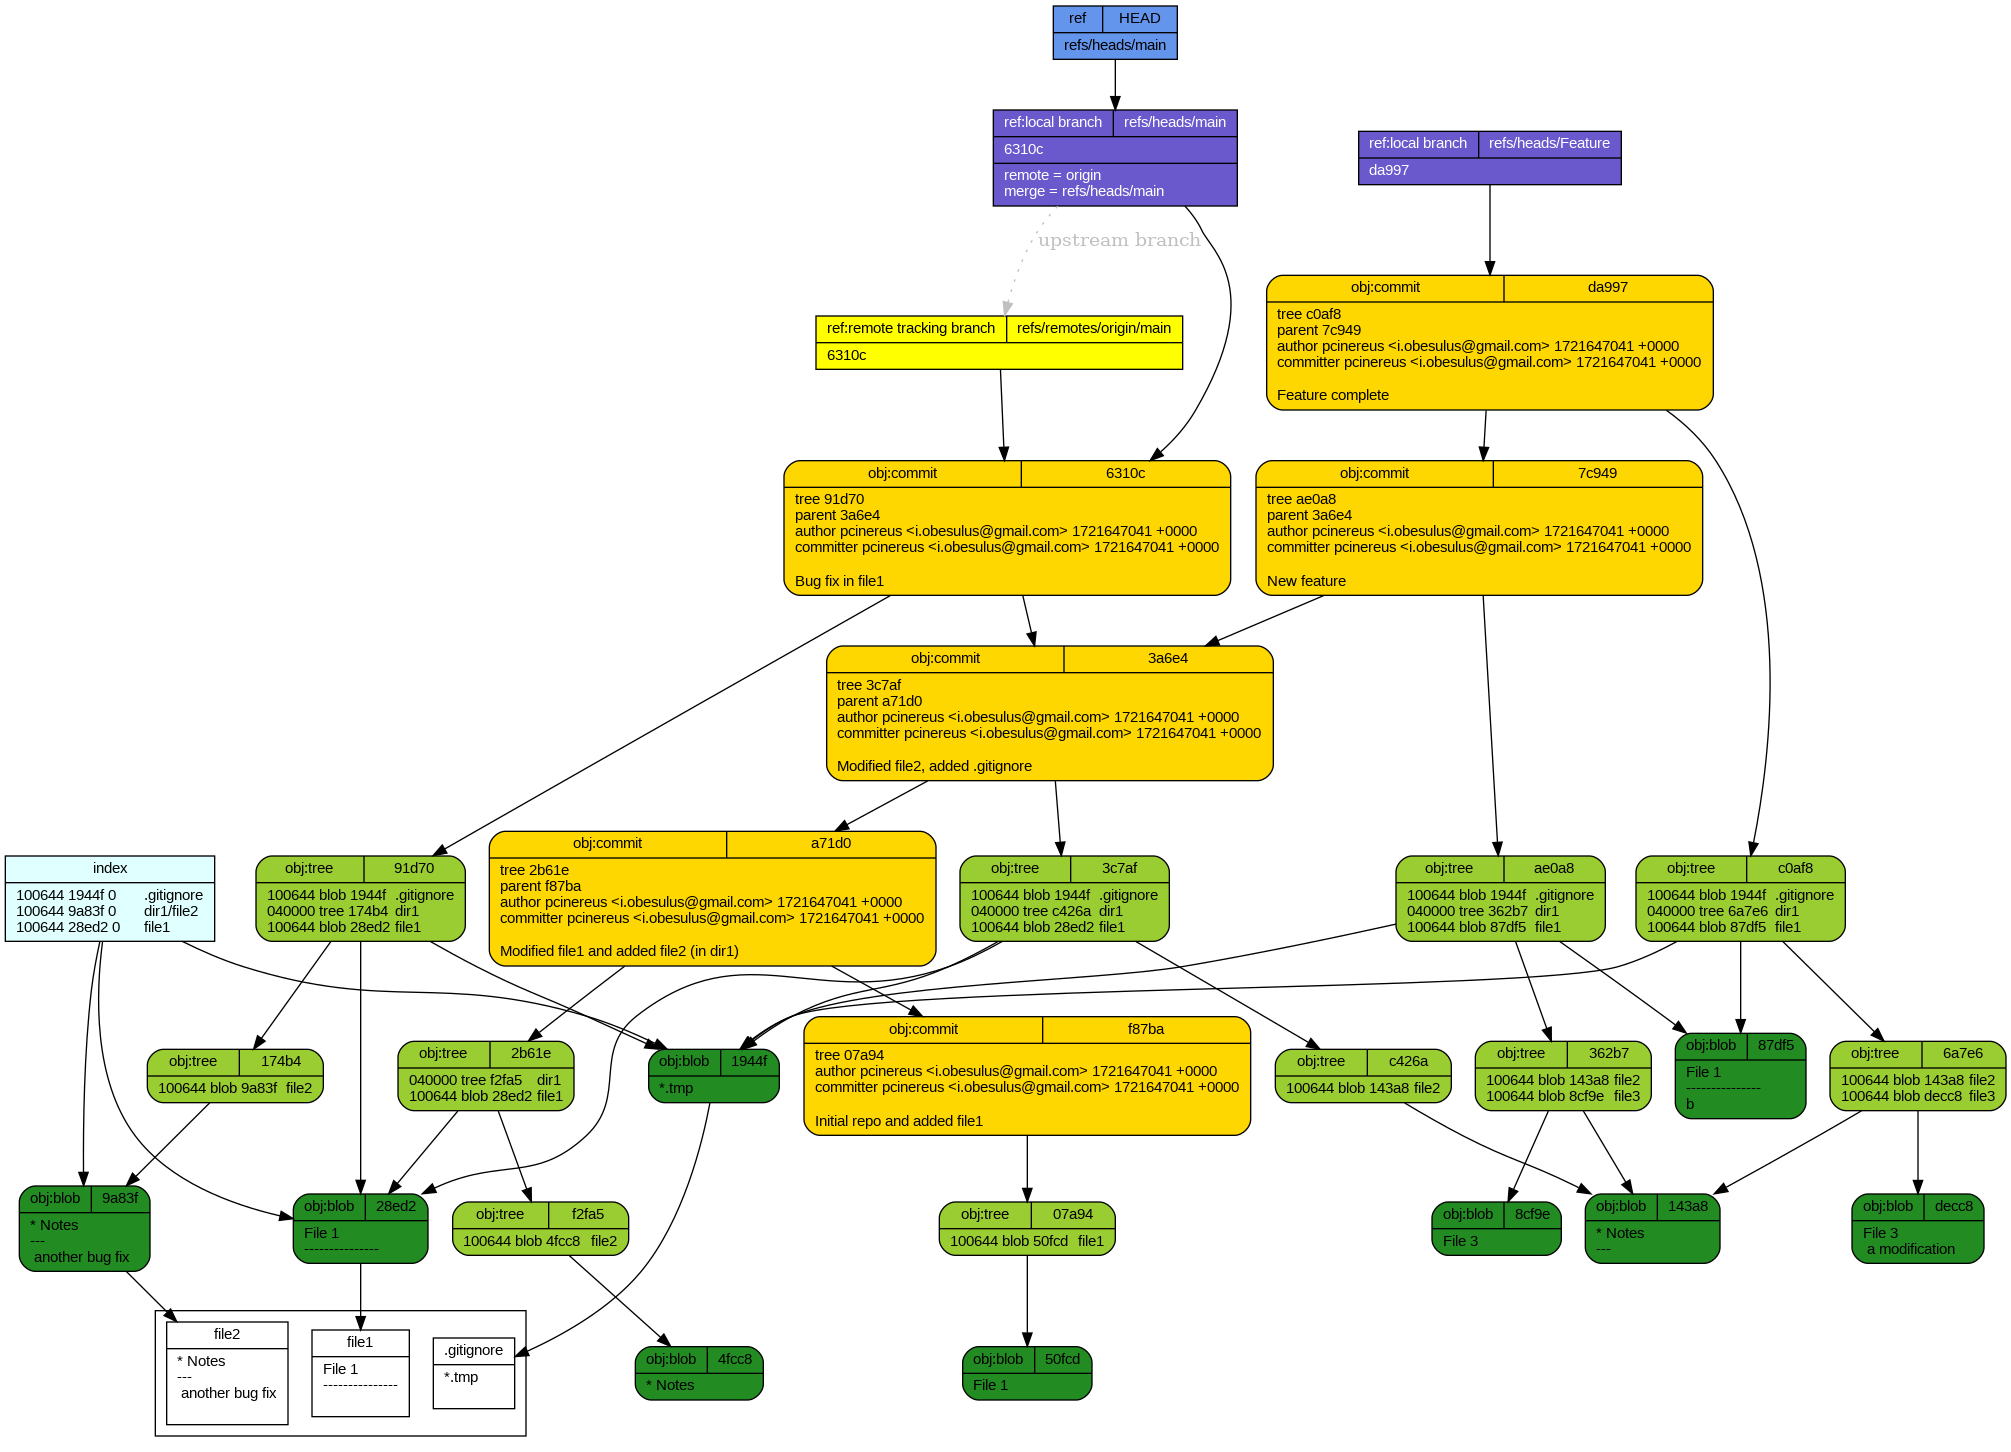 ref HEAD
refs/heads/main
ref:local branch refs/heads/main
6310c
remote = origin
merge = refs/heads/main
ref:local branch refs/heads/Feature
da997
upstream branch
obj:commit da997
tree c0af8
parent 7c949
author pcinereus <i.obesulus@gmail.com> 1721647041 +0000
committer pcinereus <i.obesulus@gmail.com> 1721647041 +0000
Feature complete
ref:remote tracking branch refs/remotes/origin/main
6310c
obj:commit 6310c
tree 91d70
parent 3a6e4
author pcinereus <i.obesulus@gmail.com> 1721647041 +0000
committer pcinereus <i.obesulus@gmail.com> 1721647041 +0000
Bug fix in file1
obj:commit 7c949
tree ae0a8
parent 3a6e4
author pcinereus <i.obesulus@gmail.com> 1721647041 +0000
committer pcinereus <i.obesulus@gmail.com> 1721647041 +0000
New feature
obj:commit 3a6e4
tree 3c7af
parent a71d0
author pcinereus <i.obesulus@gmail.com> 1721647041 +0000
committer pcinereus <i.obesulus@gmail.com> 1721647041 +0000
Modified file2, added .gitignore
index
100644 1944f 0 .gitignore
100644 9a83f 0 dir1/file2
100644 28ed2 0 file1
obj:tree 91d70
100644 blob 1944f .gitignore
040000 tree 174b4 dir1
100644 blob 28ed2 file1
obj:commit a71d0
tree 2b61e
parent f87ba
author pcinereus <i.obesulus@gmail.com> 1721647041 +0000
committer pcinereus <i.obesulus@gmail.com> 1721647041 +0000
Modified file1 and added file2 (in dir1)
obj:tree 3c7af
100644 blob 1944f .gitignore
040000 tree c426a dir1
100644 blob 28ed2 file1
obj:tree ae0a8
100644 blob 1944f .gitignore
040000 tree 362b7 dir1
100644 blob 87df5 file1
obj:tree c0af8
100644 blob 1944f .gitignore
040000 tree 6a7e6 dir1
100644 blob 87df5 file1
obj:tree 174b4
100644 blob 9a83f file2
obj:tree 2b61e
040000 tree f2fa5 dir1
100644 blob 28ed2 file1
obj:blob 1944f
*.tmp
obj:commit f87ba
tree 07a94
author pcinereus <i.obesulus@gmail.com> 1721647041 +0000
committer pcinereus <i.obesulus@gmail.com> 1721647041 +0000
Initial repo and added file1
obj:tree c426a
100644 blob 143a8 file2
obj:tree 362b7
100644 blob 143a8 file2
100644 blob 8cf9e file3
obj:blob 87df5
File 1
---------------
b
obj:tree 6a7e6
100644 blob 143a8 file2
100644 blob decc8 file3
obj:blob 9a83f
* Notes
---
another bug fix
obj:blob 28ed2
File 1
---------------
obj:tree f2fa5
100644 blob 4fcc8 file2
obj:tree 07a94
100644 blob 50fcd file1
obj:blob 8cf9e
File 3
obj:blob 143a8
* Notes
---
obj:blob decc8
File 3
a modification
file2
* Notes
---
another bug fix
file1
File 1
---------------
.gitignore
*.tmp
obj:blob 4fcc8
* Notes
obj:blob 50fcd
File 1